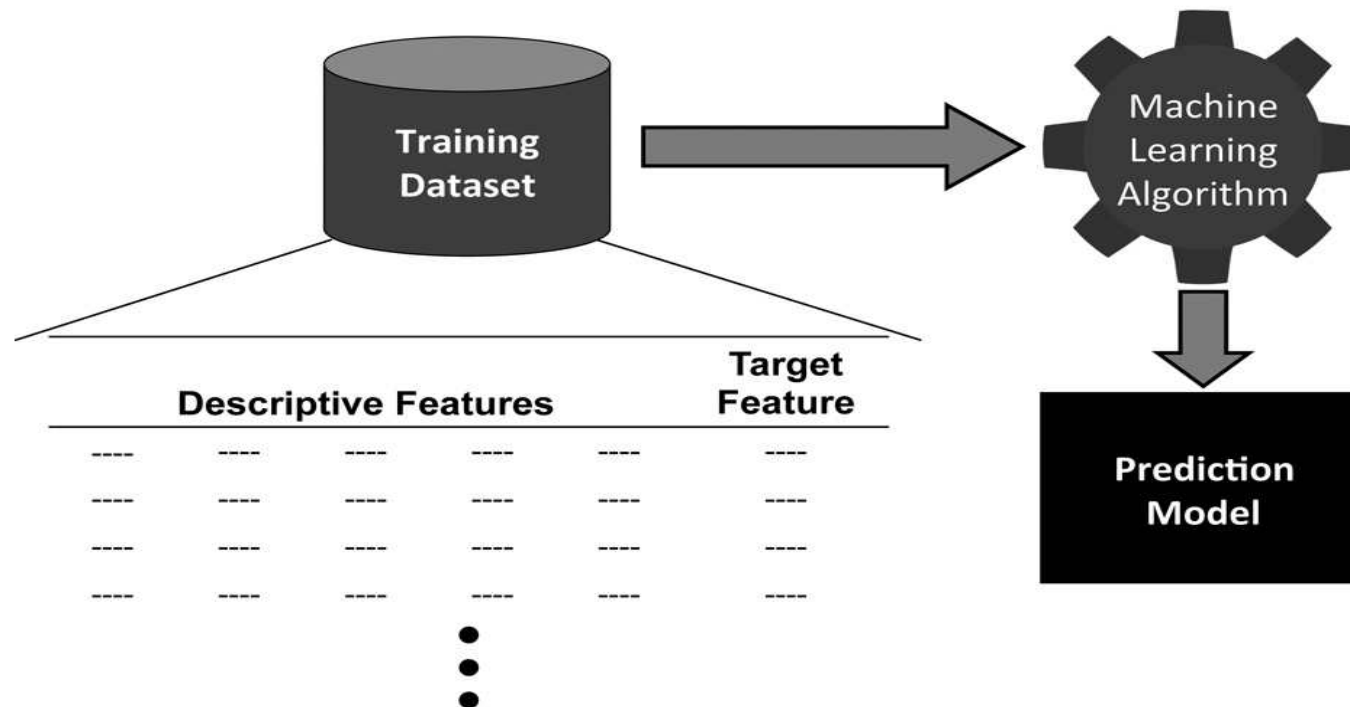 Training
Dataset
Machine
Learning
Algorithm
Target
Descriptive Features Feature
---- ---- ---- ---- ---- ----
---- ---- ---- ---- ---- ----
---- ---- ---- ---- ---- ----
---- ---- ---- ---- ---- ----
Prediction
Model